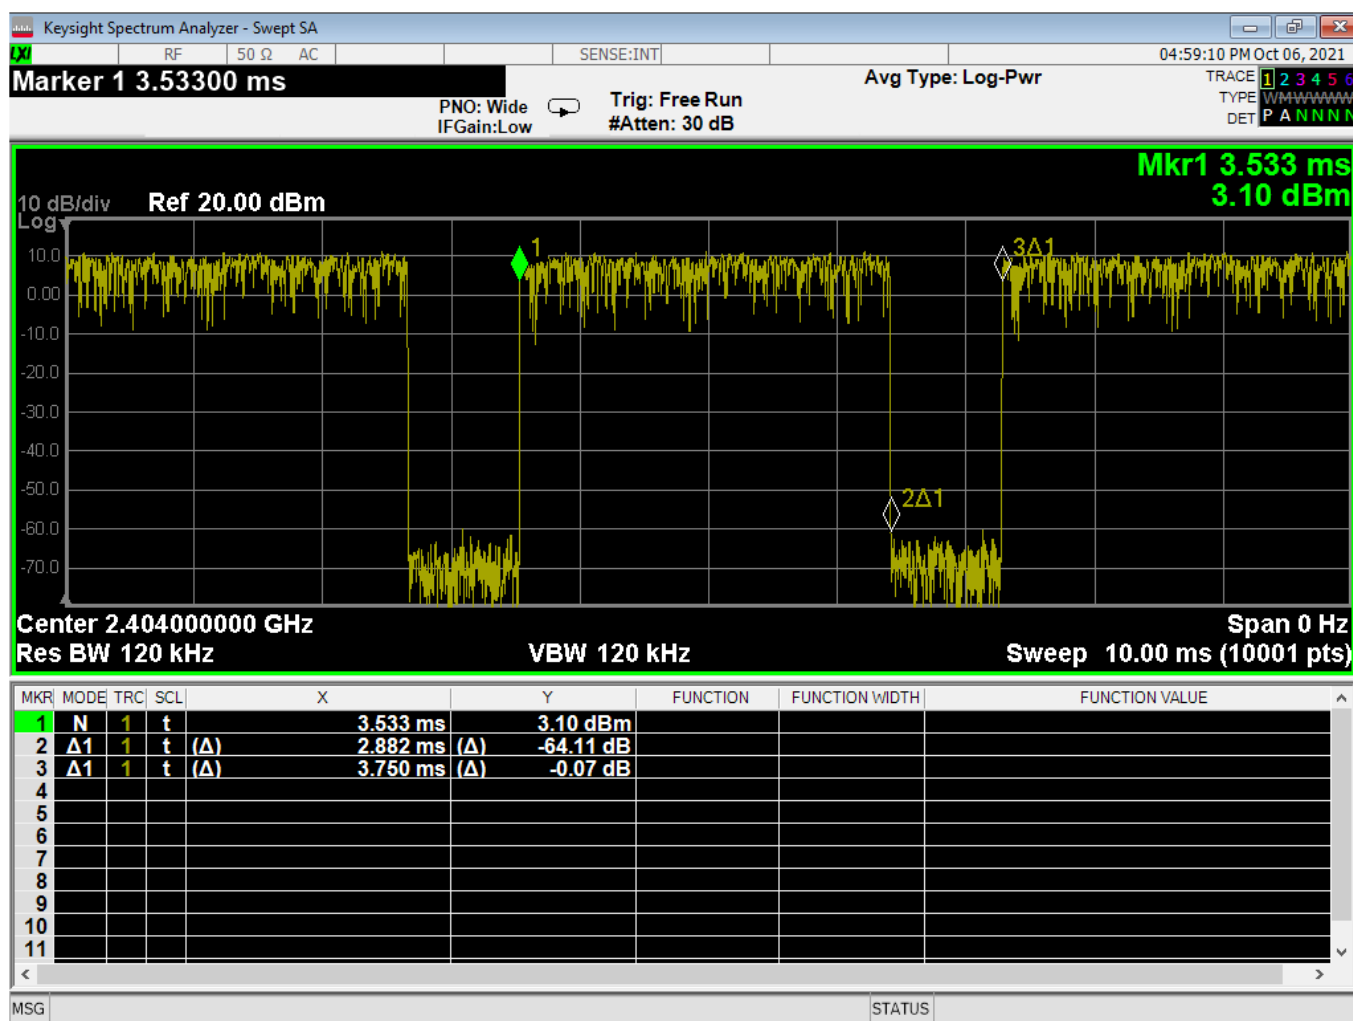 Keysight Spectrum Analyzer - Swept SA
LXI RF 50 Ω AC SENSE:INT 04:59:10 PM Oct 06, 2021
Marker 1 3.53300 ms
PNO: Wide
IFGain:Low
Trig: Free Run
#Atten: 30 dB
Avg Type: Log-Pwr
TRACE 1 2 3 4 5 6
TYPE WMWWWW
DET P A N N N N
Mkr1 3.533 ms
3.10 dBm
10 dB/div Ref 20.00 dBm
Log
10.0
0.00
-10.0
-20.0
-30.0
-40.0
-50.0
-60.0
-70.0
1
3Δ1
2Δ1
Center 2.404000000 GHz Span 0 Hz
Res BW 120 kHz VBW 120 kHz Sweep 10.00 ms (10001 pts)
MKR MODE TRC SCL X Y FUNCTION FUNCTION WIDTH FUNCTION VALUE
1 N 1 t 3.533 ms 3.10 dBm
2 Δ1 1 t (Δ) 2.882 ms (Δ) -64.11 dB
3 Δ1 1 t (Δ) 3.750 ms (Δ) -0.07 dB
4
5
6
7
8
9
10
11
MSG STATUS